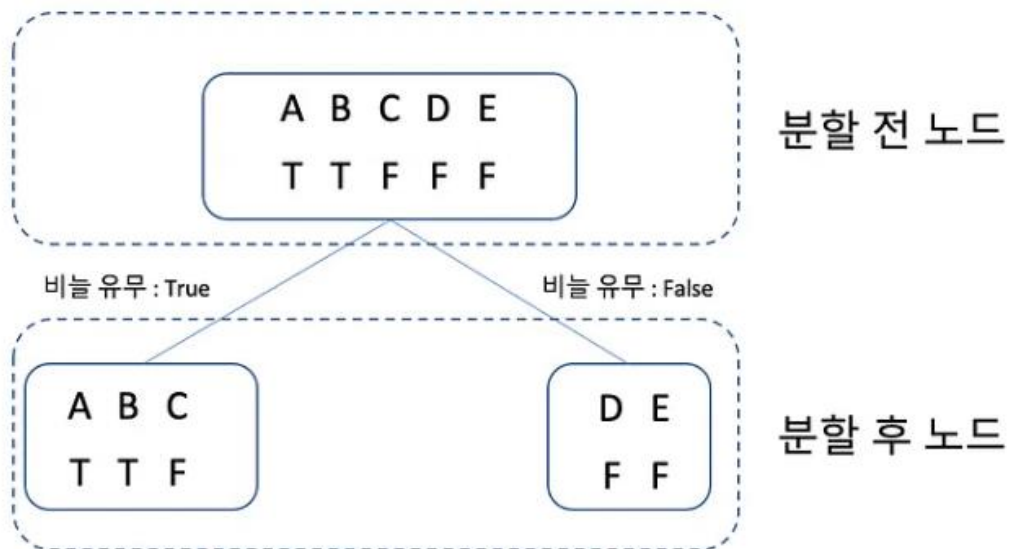 A B C D E
T T F F F
분할 전 노드
비늘 유무 : True
비늘 유무 : False
A B C
T T F
D E
F F
분할 후 노드